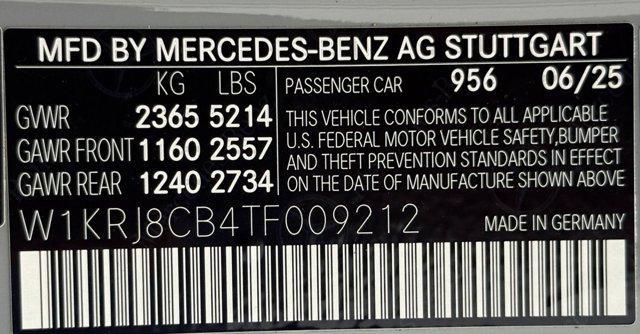 MFD BY MERCEDES-BENZ AG STUTTGART
KG LBS
GVWR 2365 5214
GAWR FRONT 1160 2557
GAWR REAR 1240 2734
PASSENGER CAR 956 06/25
THIS VEHICLE CONFORMS TO ALL APPLICABLE
U.S. FEDERAL MOTOR VEHICLE SAFETY,BUMPER
AND THEFT PREVENTION STANDARDS IN EFFECT
ON THE DATE OF MANUFACTURE SHOWN ABOVE
W1KRJ8CB4TF009212
MADE IN GERMANY